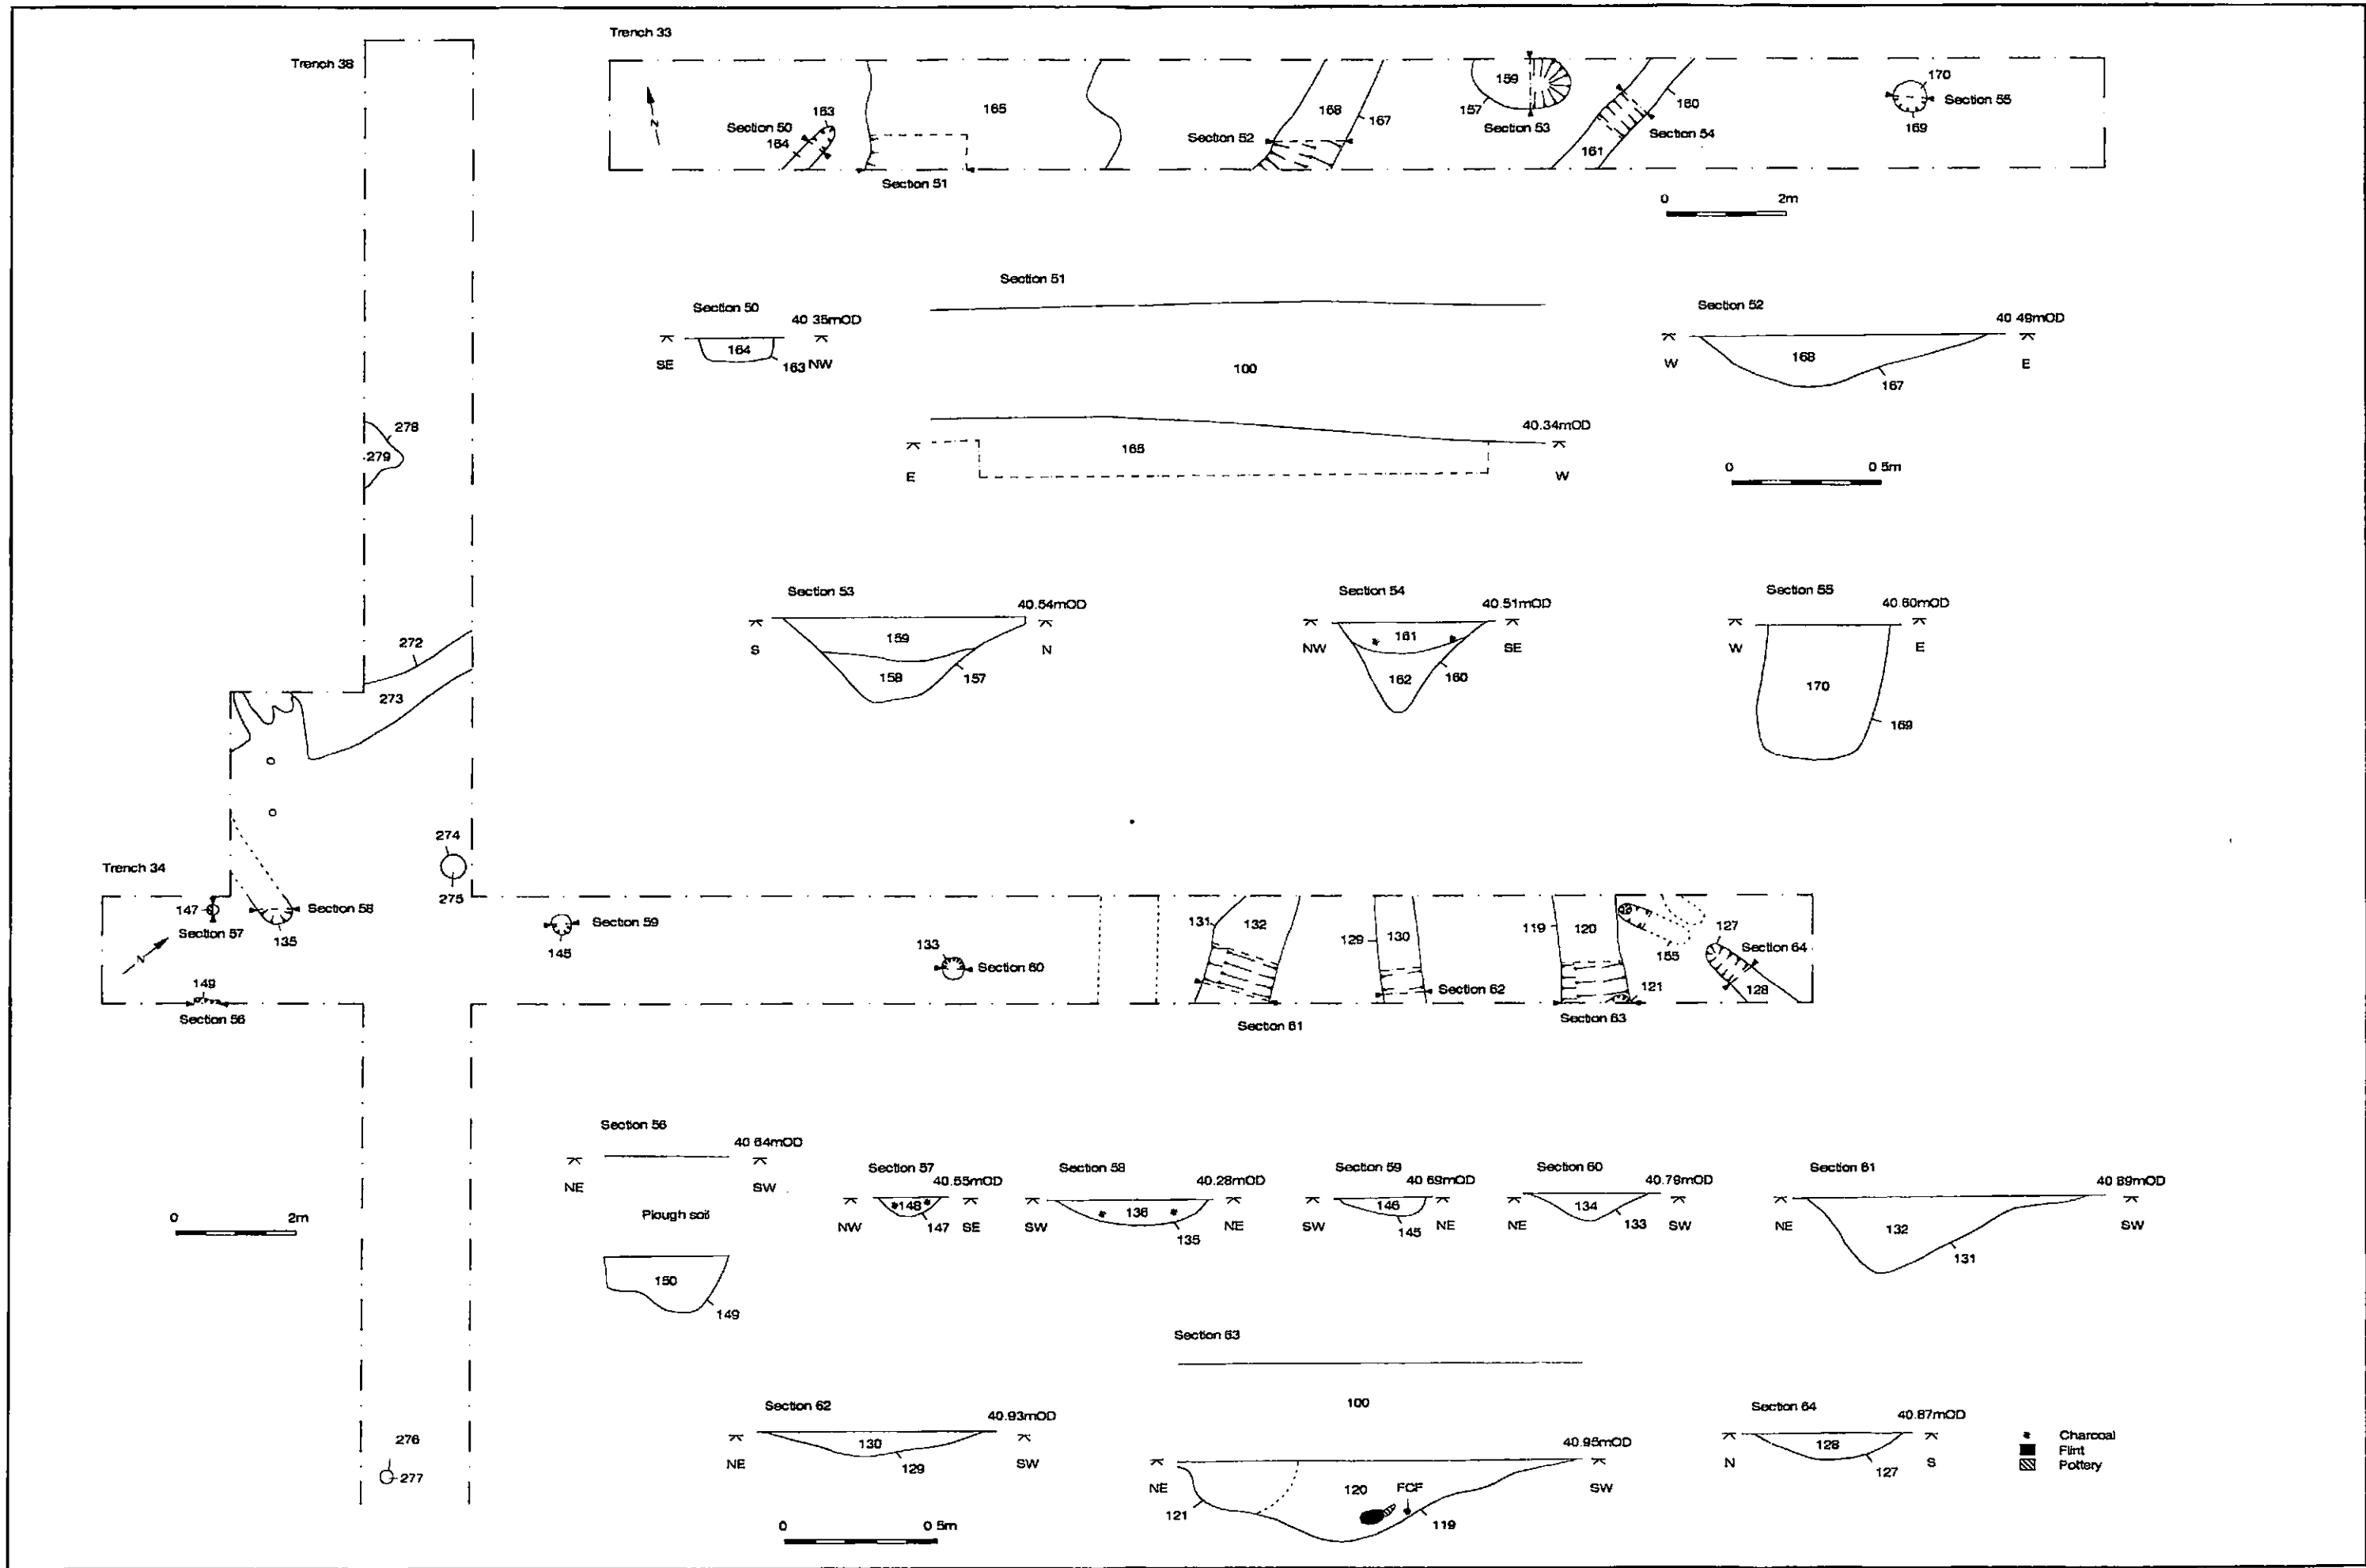 Trench 33
Trench 38
N
163
Section 50
164
165
Section 51
168
167
Section 52
159
157
Section 53
160
161
Section 54
170
Section 55
169
0 2m
Section 50
40 35mOD
164
163
SE NW
Section 51
100
165
40.34mOD
E W
Section 52
40 49mOD
168
167
W E
0 0 5m
278
279
Section 53
40.54mOD
159
158
157
S N
Section 54
40.51mOD
161
162
160
NW SE
Section 55
40.60mOD
170
169
W E
272
273
274
275
Trench 34
147
Section 57
135
Section 58
N
149
Section 56
Section 59
145
133
Section 60
131
132
Section 61
129
130
Section 62
119
120
155
121
Section 63
127
Section 64
128
Section 56
40 64mOD
NE SW
Plough soil
150
149
0 2m
Section 57
40.55mOD
148
147
NW SE
Section 58
40.28mOD
136
135
SW NE
Section 59
40 69mOD
146
145
SW NE
Section 60
40.79mOD
134
133
NE SW
Section 61
40 89mOD
132
131
NE SW
276
277
Section 62
40.93mOD
130
129
NE SW
0 0 5m
Section 63
100
40.95mOD
120
FCF
119
121
NE SW
Section 64
40.87mOD
128
127
N S
Charcoal
Flint
Pottery